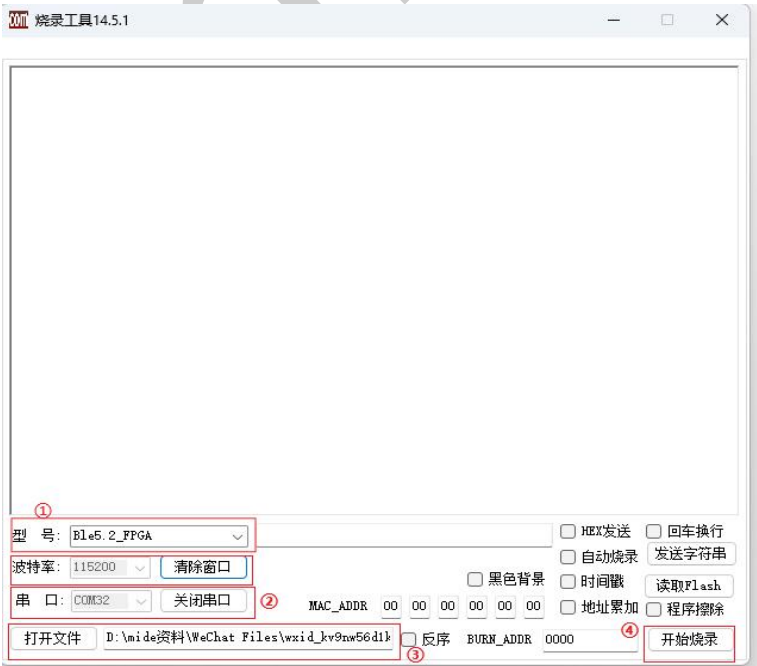 烧录工具14.5.1
①
型 号: Ble5.2_FPGA
HEX发送 回车换行
波特率: 115200 清除窗口
自动烧录 发送字符串
黑色背景 时间戳 读取Flash
串 口: COM32 关闭串口 ②
MAC_ADDR 00 00 00 00 00 00 地址累加 程序擦除
打开文件 D:\mide资料\WeChat Files\wxid_kv9nw56d1k ③
反序 BURN_ADDR 0000 ④ 开始烧录